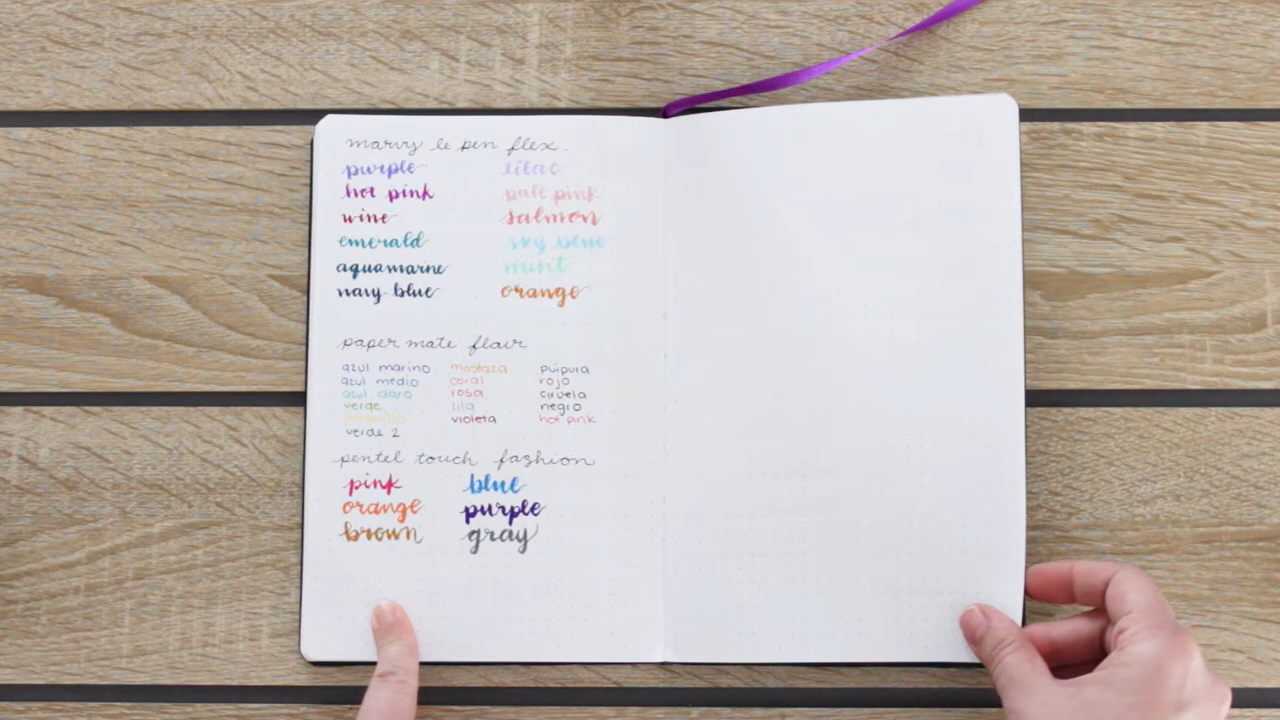 marvy le pen flex.
purple lilac
hot pink pale pink
wine salmon
emerald sky blue
aquamarine mint
navy blue orange
paper mate flair
azul marino mostaza púrpura
azul medio coral rojo
azul claro rosa ciruela
verge lila negro
amarillo violeta hot pink
verde 2
pentel touch fashion
pink blue
orange purple
brown gray